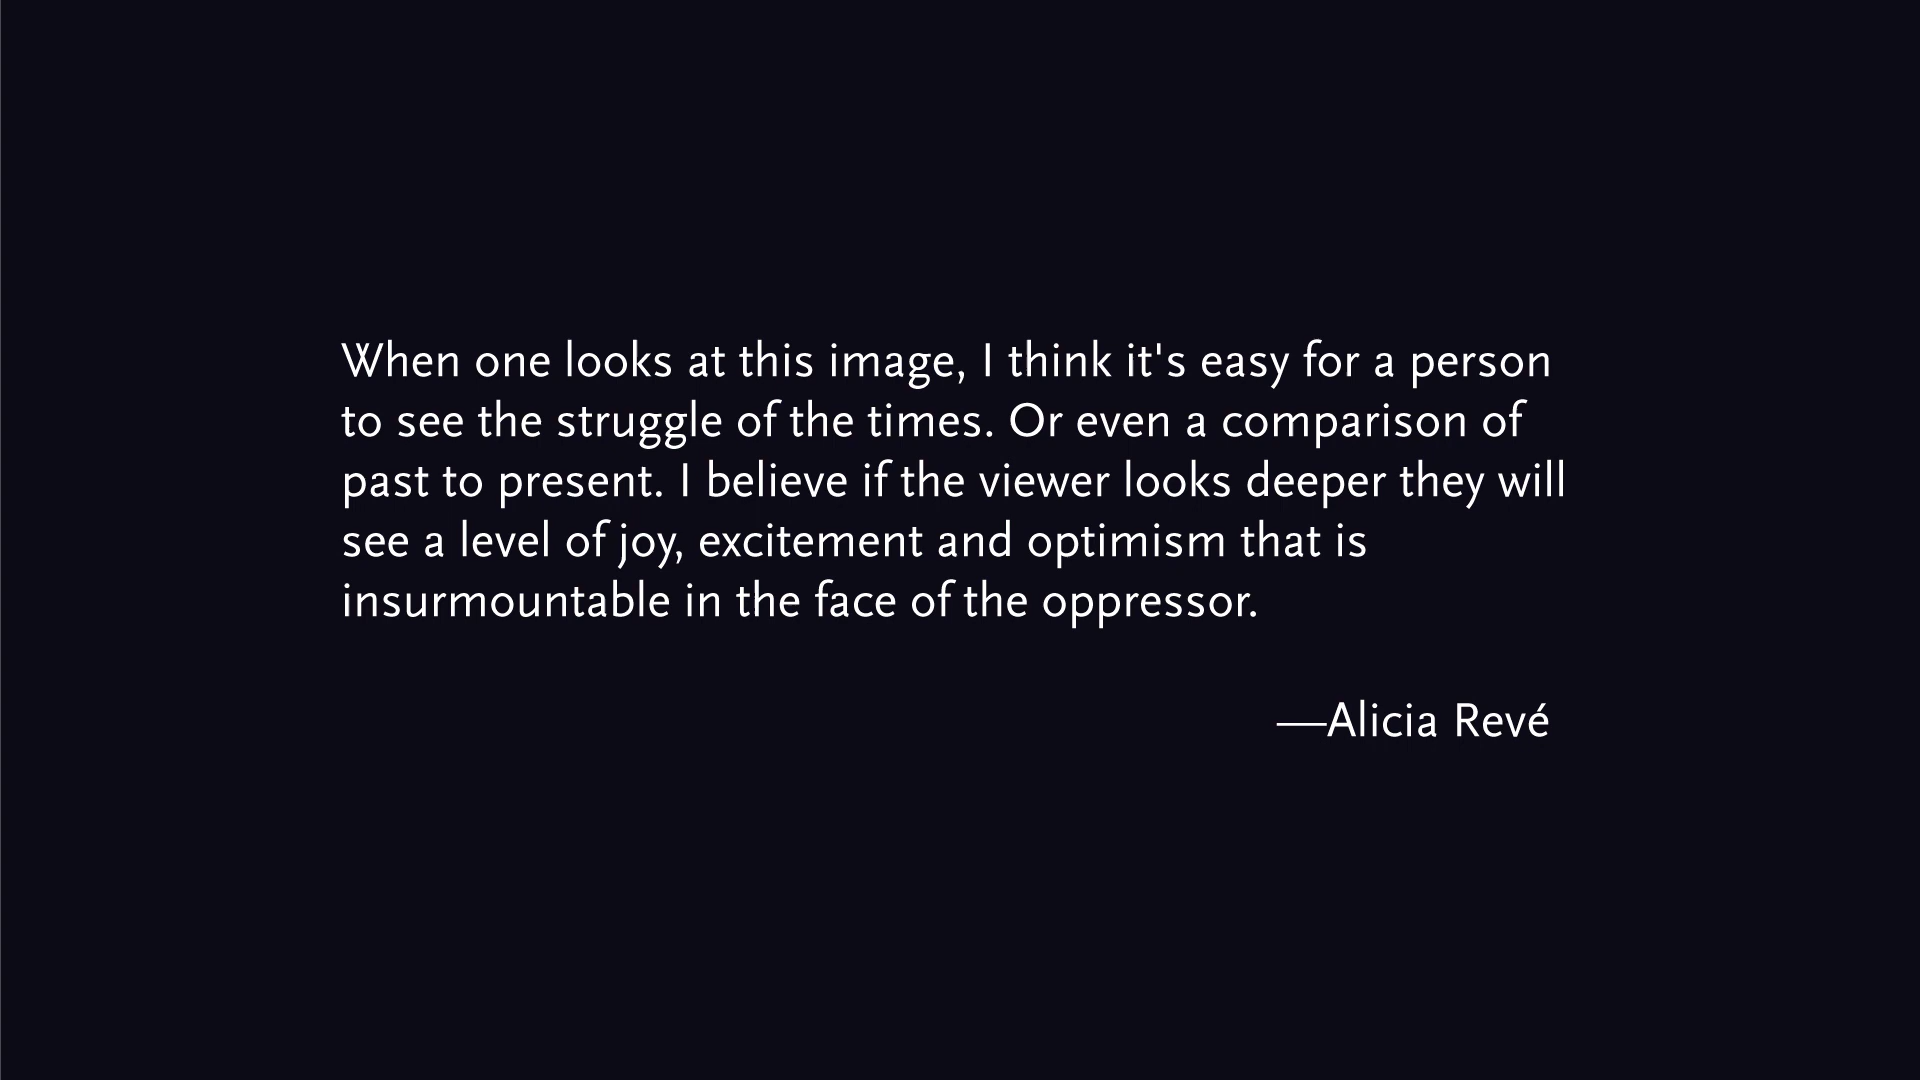 When one looks at this image, I think it's easy for a person
to see the struggle of the times. Or even a comparison of
past to present. I believe if the viewer looks deeper they will
see a level of joy, excitement and optimism that is
insurmountable in the face of the oppressor.
—Alicia Revé